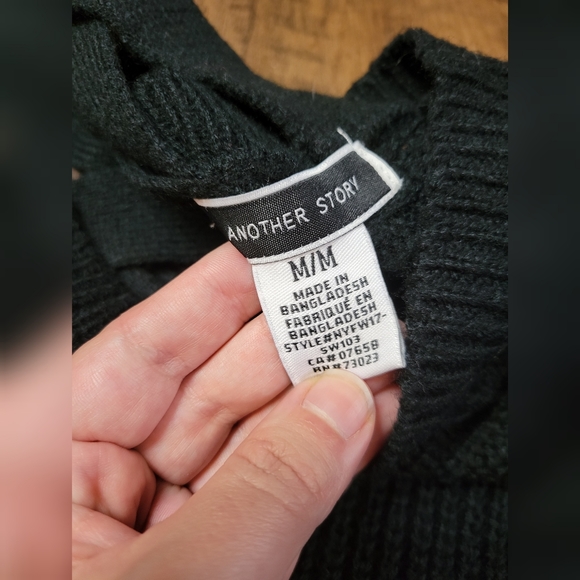 ANOTHER STORY
M/M
MADE IN
BANGLADESH
FABRIQUÉ EN
BANGLADESH
STYLE#NYFW17-
SW103
CA#07658
RN#73023